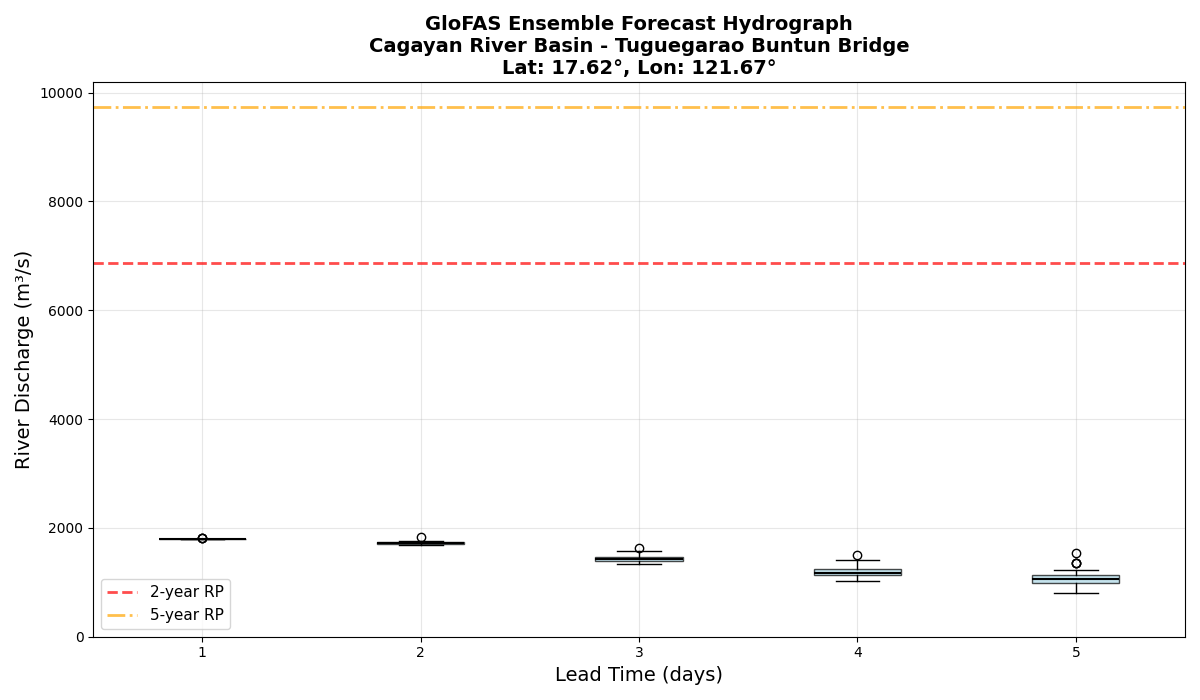 GloFAS Ensemble Forecast Hydrograph
Cagayan River Basin - Tuguegarao Buntun Bridge
Lat: 17.62°, Lon: 121.67°
River Discharge (m³/s)
10000
8000
6000
4000
2000
0
2-year RP
5-year RP
1 2 3 4 5
Lead Time (days)